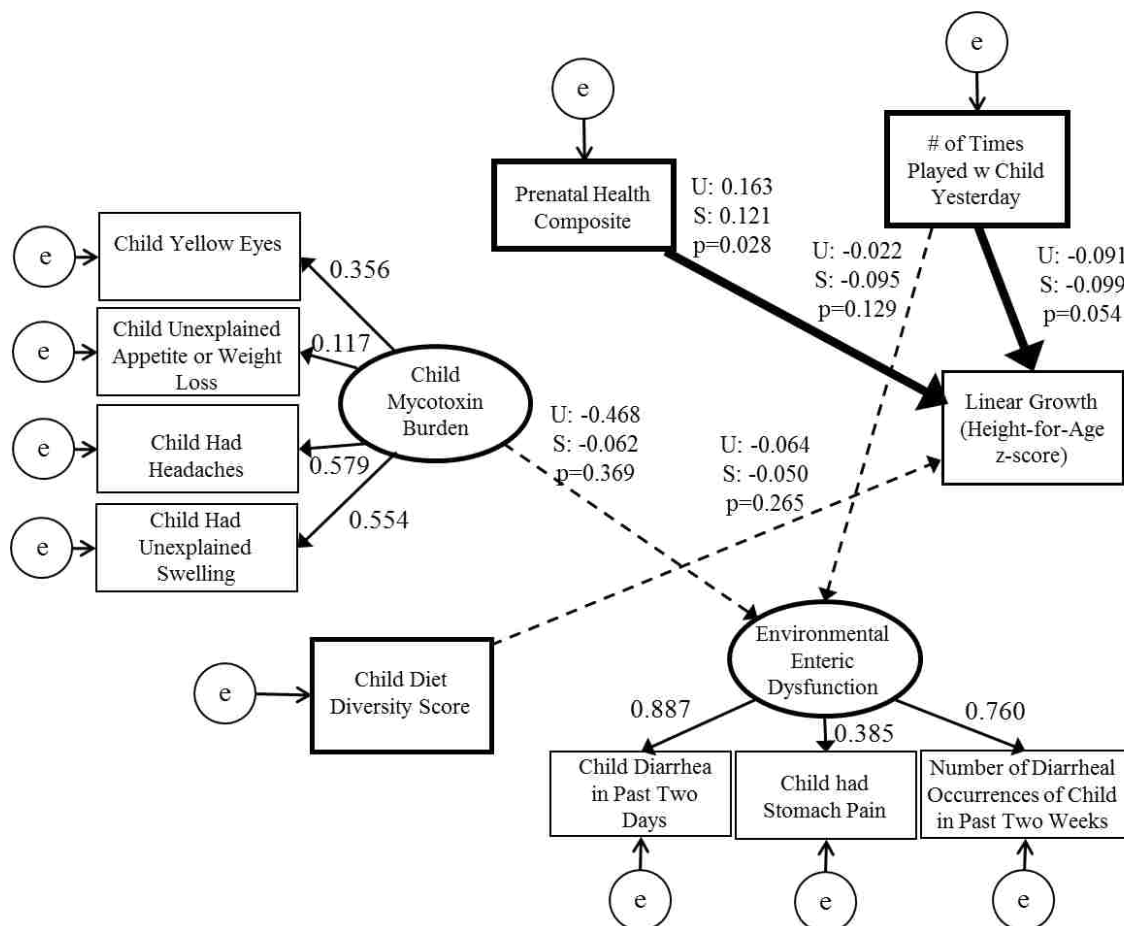 e
e
# of Times
Played w Child
Yesterday
Prenatal Health
Composite
U: 0.163
S: 0.121
p=0.028
U: -0.022
S: -0.095
p=0.129
U: -0.091
S: -0.099
p=0.054
e
Child Yellow Eyes
0.356
e
Child Unexplained
Appetite or Weight
Loss
0.117
Child
Mycotoxin
Burden
e
Child Had
Headaches
0.579
e
Child Had
Unexplained
Swelling
0.554
U: -0.468
S: -0.062
p=0.369
U: -0.064
S: -0.050
p=0.265
Linear Growth
(Height-for-Age
z-score)
e
Child Diet
Diversity Score
Environmental
Enteric
Dysfunction
0.887
0.385
0.760
Child Diarrhea
in Past Two
Days
Child had
Stomach Pain
Number of Diarrheal
Occurrences of Child
in Past Two Weeks
e
e
e